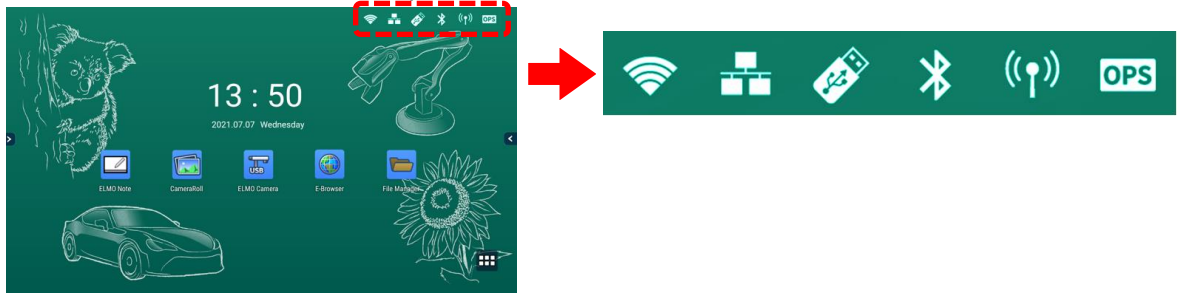 OPS
13 : 50
2021.07.07 Wednesday
USB
ELMO Note
CameraRoll
ELMO Camera
E-Browser
File Manager
OPS